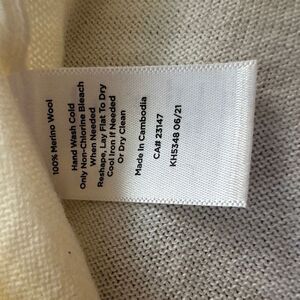 100% Merino Wool
Hand Wash Cold
Only Non-Chlorine Bleach
When Needed
Reshape, Lay Flat To Dry
Cool Iron if Needed
Or Dry Clean
Made In Cambodia
CA# 23147
KH5348 06/21